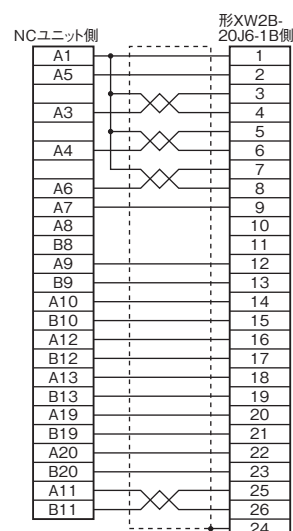 NCユニット側
形XW2B-
20J6-1B側
A1 1
A5 2
3
A3 4
5
A4 6
7
A6 8
A7 9
A8 10
B8 11
A9 12
B9 13
A10 14
B10 15
A12 16
B12 17
A13 18
B13 19
A19 20
B19 21
A20 22
B20 23
A11 25
B11 26
24